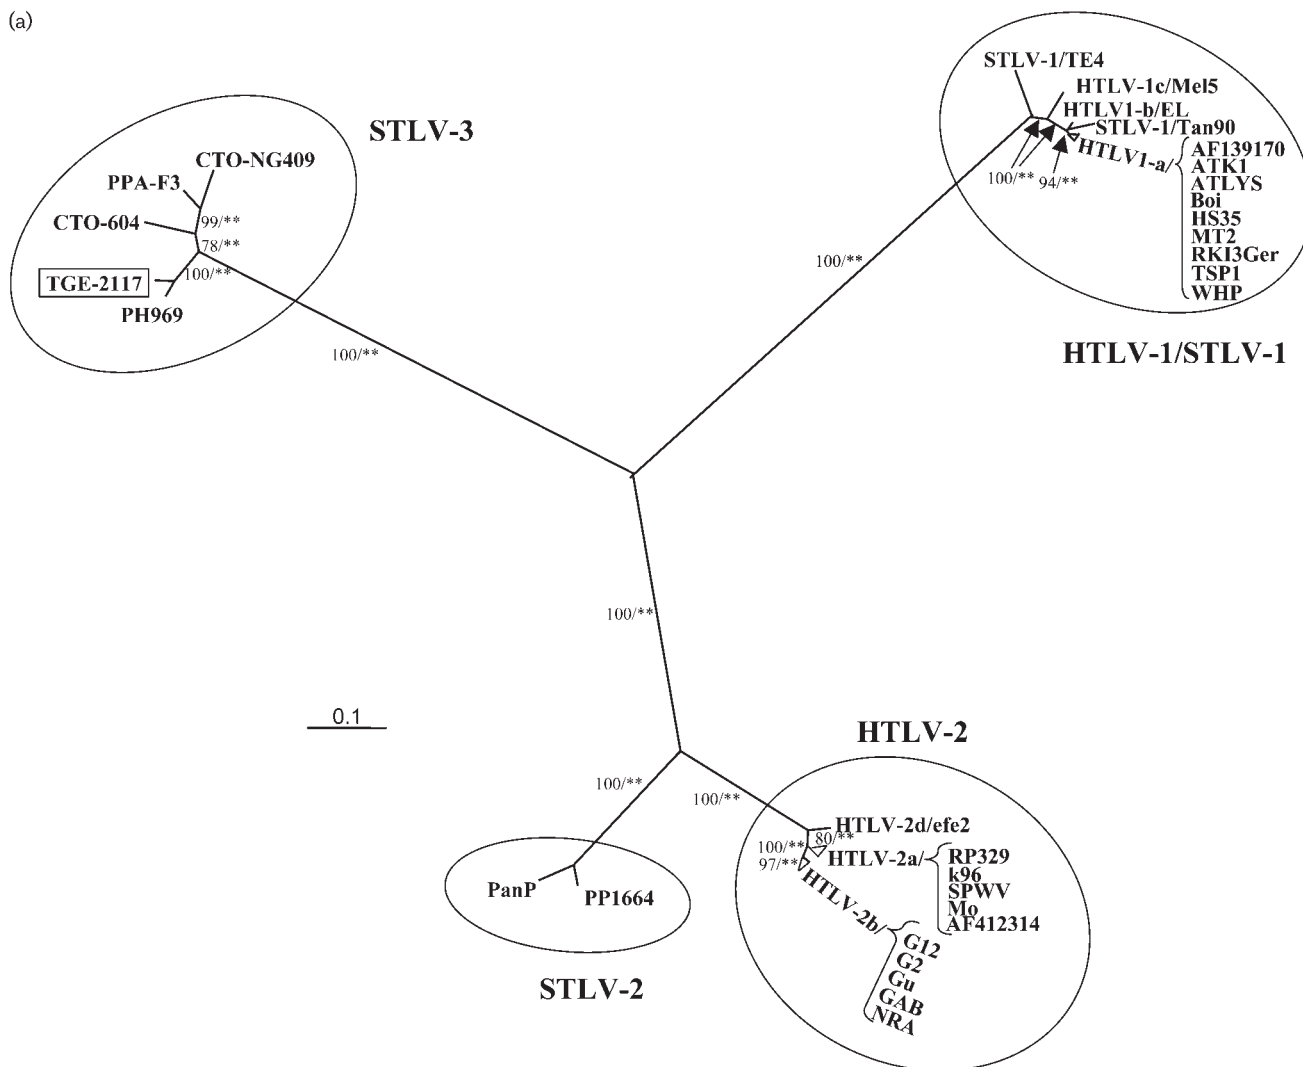 (a)
STLV-3
CTO-NG409
PPA-F3
CTO-604
99/**
78/**
100/**
TGE-2117
PH969
100/**
STLV-1/TE4
HTLV-1c/Mel5
HTLV1-b/EL
STLV-1/Tan90
HTLV1-a/
AF139170
ATK1
ATLYS
Boi
HS35
MT2
RKI3Ger
TSP1
WHP
100/**
94/**
100/**
HTLV-1/STLV-1
100/**
0.1
HTLV-2
100/**
100/**
HTLV-2d/efe2
80/**
100/**
97/**
HTLV-2a/
RP329
k96
SPWV
Mo
AF412314
HTLV-2b/
G12
G2
Gu
GAB
NRA
PanP
PP1664
STLV-2